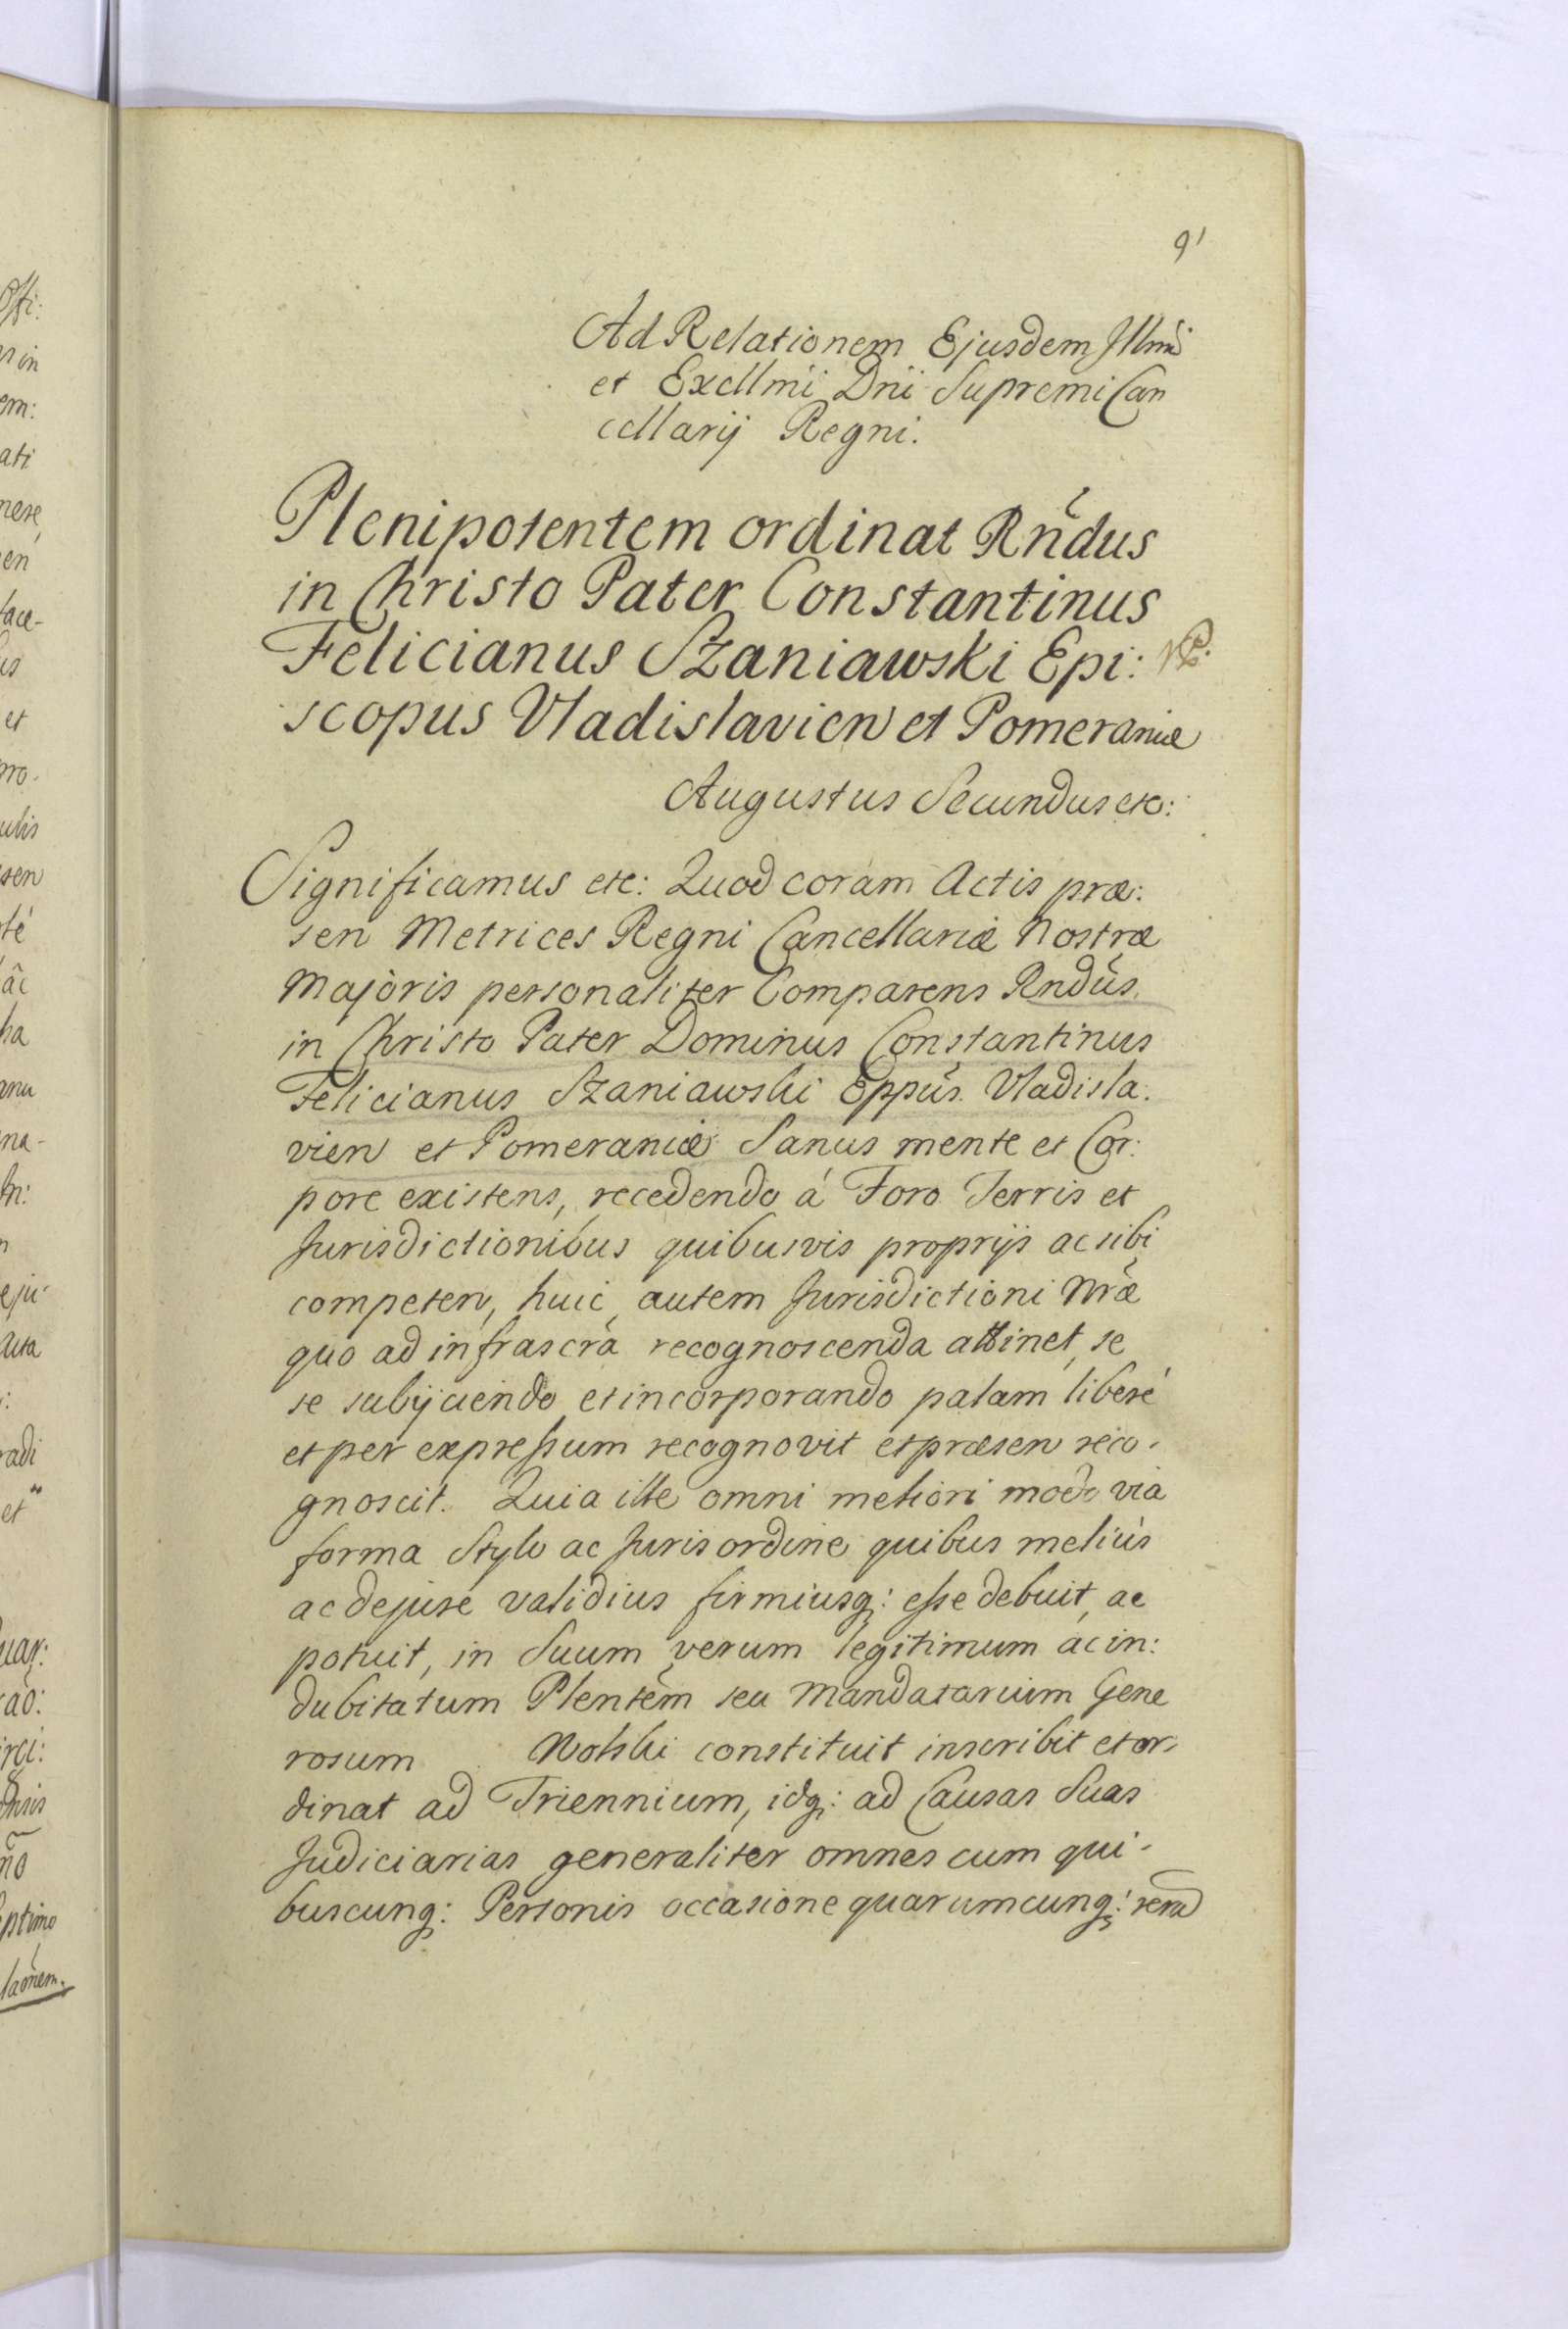 91
Ad Relationem Ejusdem Illmi
et Excllmi Dni Supremi Can
cellarij Regni.
Plenipotentem ordinat Rndus
in Christo Pater Constantinus
Felicianus Szaniawski Epi:
scopus Vladislavien et Pomeraniæ
Augustus Secundus etc:
Significamus etc: Quod coram Actis præ:
sen Metrices Regni Cancellariæ Nostræ
Majoris personaliter Comparens Rndus
in Christo Pater Dominus Constantinus
Felicianus Szaniawski Eppus Vladisla:
vien et Pomeraniæ Sanus mente et Cor:
pore existens, recedendo á Foro Terris et
Jurisdictionibus quibusvis proprijs ac sibi
competen, huic autem Jurisdictioni Nræ
quo ad infrascra recognoscenda attinet, se
se subijciendo et incorporando palam liberé
et per expressum recognovit et præsen reco-
gnoscit. Quia ille omni meliori modo via
forma Stylo ac Juris ordine quibus meliùs
ac de jure validius firmiusq: esse debuit, ac
potuit, in Suum verum legitimum ac in:
dubitatum Plentem seu Mandatarium Gene
rosum Wolski constituit inscribit et or-
dinat ad Triennium, idq: ad Causas Suas
Judiciarias generaliter omnes cum qui-
buscunq: Personis occasione quarumcunq: